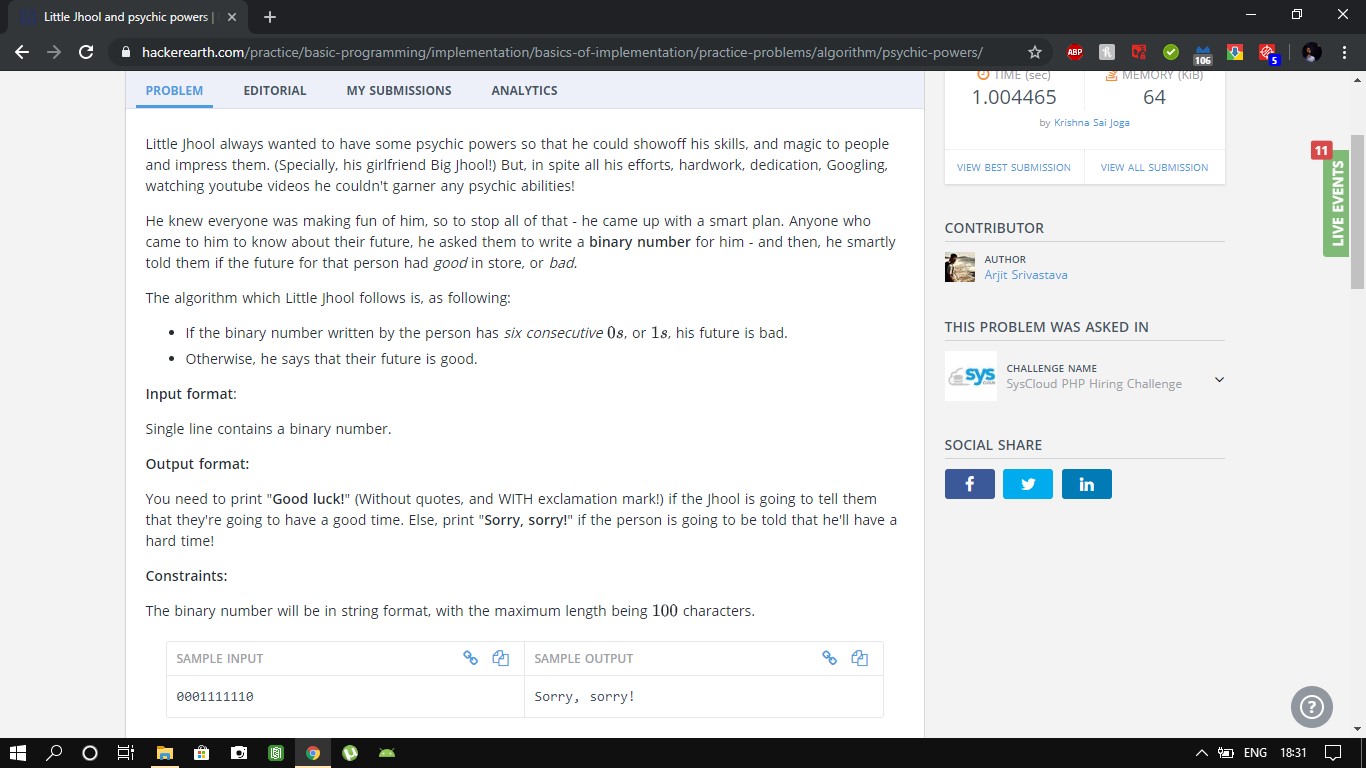 Little Jhool and psychic powers |
hackerearth.com/practice/basic-programming/implementation/basics-of-implementation/practice-problems/algorithm/psychic-powers/
ABP
106
5
PROBLEM EDITORIAL MY SUBMISSIONS ANALYTICS
Little Jhool always wanted to have some psychic powers so that he could showoff his skills, and magic to people
and impress them. (Specially, his girlfriend Big Jhool!) But, in spite all his efforts, hardwork, dedication, Googling,
watching youtube videos he couldn't garner any psychic abilities!
He knew everyone was making fun of him, so to stop all of that - he came up with a smart plan. Anyone who
came to him to know about their future, he asked them to write a binary number for him - and then, he smartly
told them if the future for that person had good in store, or bad.
The algorithm which Little Jhool follows is, as following:
• If the binary number written by the person has six consecutive 0s, or 1s, his future is bad.
• Otherwise, he says that their future is good.
Input format:
Single line contains a binary number.
Output format:
You need to print "Good luck!" (Without quotes, and WITH exclamation mark!) if the Jhool is going to tell them
that they're going to have a good time. Else, print "Sorry, sorry!" if the person is going to be told that he'll have a
hard time!
Constraints:
The binary number will be in string format, with the maximum length being 100 characters.
SAMPLE INPUT SAMPLE OUTPUT
0001111110 Sorry, sorry!
TIME (sec) MEMORY (KiB)
1.004465 64
by Krishna Sai Joga
VIEW BEST SUBMISSION VIEW ALL SUBMISSION
CONTRIBUTOR
AUTHOR
Arjit Srivastava
THIS PROBLEM WAS ASKED IN
sys
CLOUD
CHALLENGE NAME
SysCloud PHP Hiring Challenge
SOCIAL SHARE
f
in
11
LIVE EVENTS
?
ENG 18:31